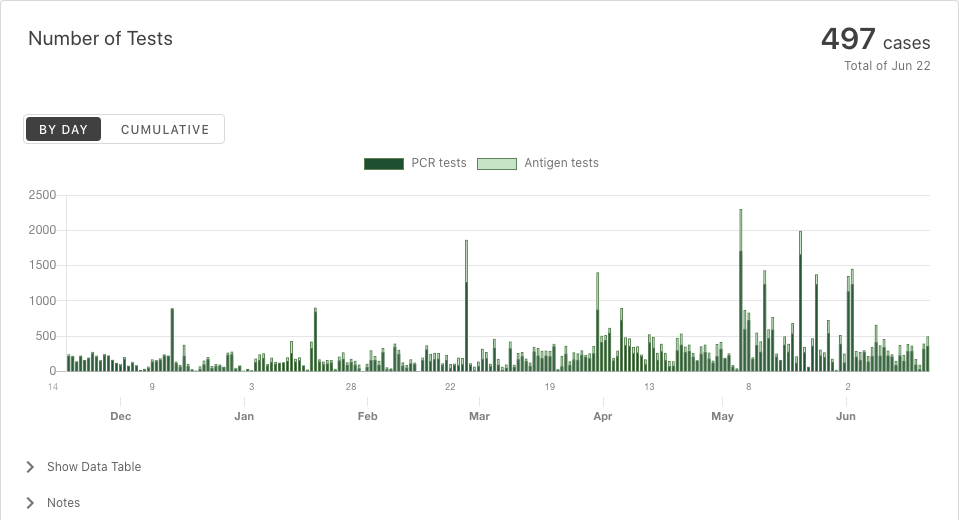 Number of Tests
497 cases
Total of Jun 22
BY DAY CUMULATIVE
PCR tests Antigen tests
2500
2000
1500
1000
500
0
14 9 3 28 22 19 13 8 2
Dec Jan Feb Mar Apr May Jun
Show Data Table
Notes